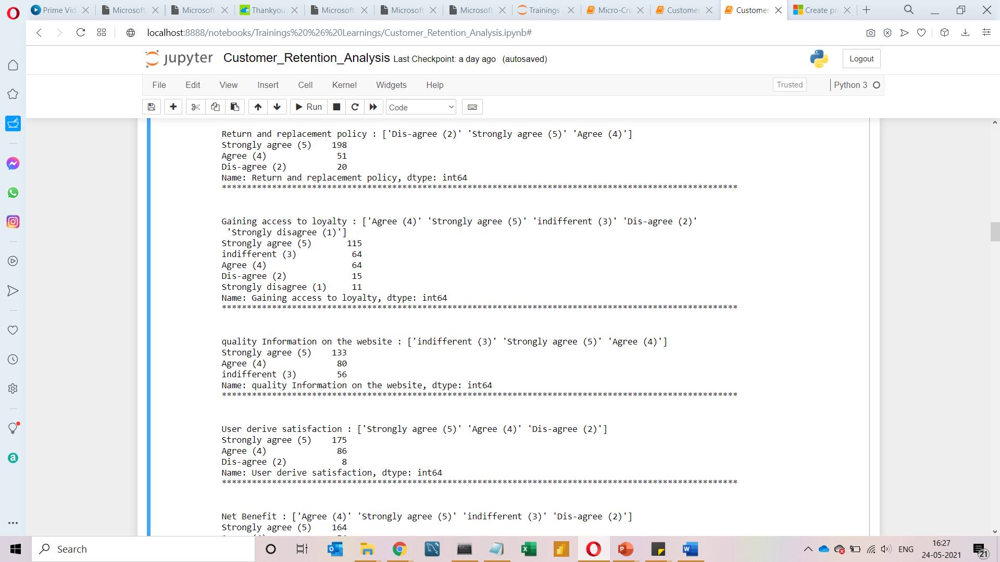 Prime Vid
Microsoft
Microsoft
Thankyou
Microsoft
Microsoft
Microsoft
Trainings
Micro-Cre
Customer
Customer
Create pr
localhost:8888/notebooks/Trainings%20%26%20Learnings/Customer_Retention_Analysis.ipynb#
jupyter Customer_Retention_Analysis Last Checkpoint: a day ago (autosaved)
Logout
File Edit View Insert Cell Kernel Widgets Help
Trusted
Python 3
Run
Code
Return and replacement policy : ['Dis-agree (2)' 'Strongly agree (5)' 'Agree (4)']
Strongly agree (5) 198
Agree (4) 51
Dis-agree (2) 20
Name: Return and replacement policy, dtype: int64
*******************************************************************************************************
Gaining access to loyalty : ['Agree (4)' 'Strongly agree (5)' 'indifferent (3)' 'Dis-agree (2)'
'Strongly disagree (1)']
Strongly agree (5) 115
indifferent (3) 64
Agree (4) 64
Dis-agree (2) 15
Strongly disagree (1) 11
Name: Gaining access to loyalty, dtype: int64
*******************************************************************************************************
quality Information on the website : ['indifferent (3)' 'Strongly agree (5)' 'Agree (4)']
Strongly agree (5) 133
Agree (4) 80
indifferent (3) 56
Name: quality Information on the website, dtype: int64
*******************************************************************************************************
User derive satisfaction : ['Strongly agree (5)' 'Agree (4)' 'Dis-agree (2)']
Strongly agree (5) 175
Agree (4) 86
Dis-agree (2) 8
Name: User derive satisfaction, dtype: int64
*******************************************************************************************************
Net Benefit : ['Agree (4)' 'Strongly agree (5)' 'indifferent (3)' 'Dis-agree (2)']
Strongly agree (5) 164
Search
ENG
16:27
24-05-2021
21